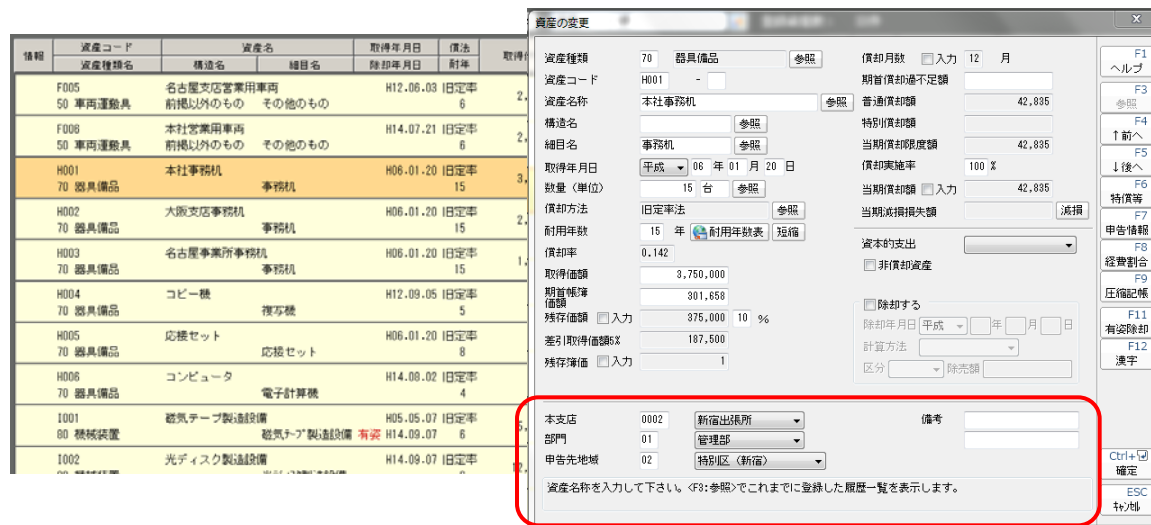 情報 資産コード 資産名 取得年月日 償法
資産種類名 構造名 細目名 除却年月日 耐年
F005 名古屋支店営業用車両 H12.06.03 旧定率
50 車両運搬具 前掲以外のもの その他のもの 6
F006 本社営業用車両 H14.07.21 旧定率
50 車両運搬具 前掲以外のもの その他のもの 6
H001 本社事務机 H06.01.20 旧定率
70 器具備品 事務机 15
H002 大阪支店事務机 H06.01.20 旧定率
70 器具備品 事務机 15
H003 名古屋事業所事務机 H06.01.20 旧定率
70 器具備品 事務机 15
H004 コピー機 H12.09.05 旧定率
70 器具備品 複写機 5
H005 応接セット H06.01.20 旧定率
70 器具備品 応接セット 8
H006 コンピュータ H14.08.02 旧定率
70 器具備品 電子計算機 4
I001 磁気テープ製造設備 H05.05.07 旧定率
60 機械装置 磁気ﾃｰﾌﾟ製造設備 有姿 H14.09.07 6
I002 光ディスク製造設備 H14.09.07 旧定率
資産の変更
資産種類 70 器具備品 参照
資産コード H001 -
資産名称 本社事務机 参照
構造名 参照
細目名 事務机 参照
取得年月日 平成 06 年 01 月 20 日
数量（単位） 15 台 参照
償却方法 旧定率法 参照
耐用年数 15 年 耐用年数表 短縮
償却率 0.142
取得価額 3,750,000
期首帳簿
価額 301,658
残存価額 入力 375,000 10 %
差引取得価額5% 187,500
残存簿価 入力 1
償却月数 入力 12 月
期首償却過不足額
普通償却額 42,835
特別償却額
当期償却限度額 42,835
償却実施率 100 %
当期償却額 入力 42,835
当期減損損失額 減損
資本的支出
非償却資産
除却する
除却年月日 平成 年 月 日
計算方法
区分 除売額
本支店 0002 新宿出張所 備考
部門 01 管理部
申告先地域 02 特別区（新宿）
資産名称を入力して下さい。<F3:参照>でこれまでに登録した履歴一覧を表示します。
F1
ヘルプ
F3
参照
F4
↑前へ
F5
↓後へ
F6
特償等
F7
申告情報
F8
経費割合
F9
圧縮記帳
F11
有姿除却
F12
漢字
Ctrl+
確定
ESC
ｷｬﾝｾﾙ